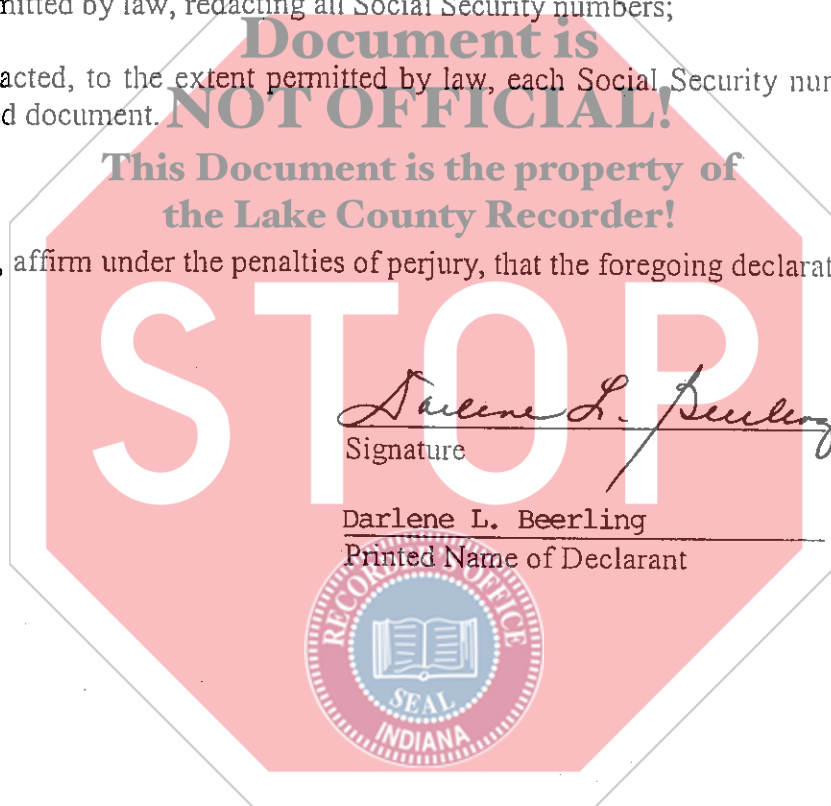 mitted by law, redacting all Social Security numbers;
Document is
acted, to the extent permitted by law, each Social Security nur
d document.
NOT OFFICIAL!
This Document is the property of
the Lake County Recorder!
, affirm under the penalties of perjury, that the foregoing declarat
STOP
Darlene L. Beerling
Signature
Darlene L. Beerling
Printed Name of Declarant
RECORDER'S OFFICE
SEAL
INDIANA